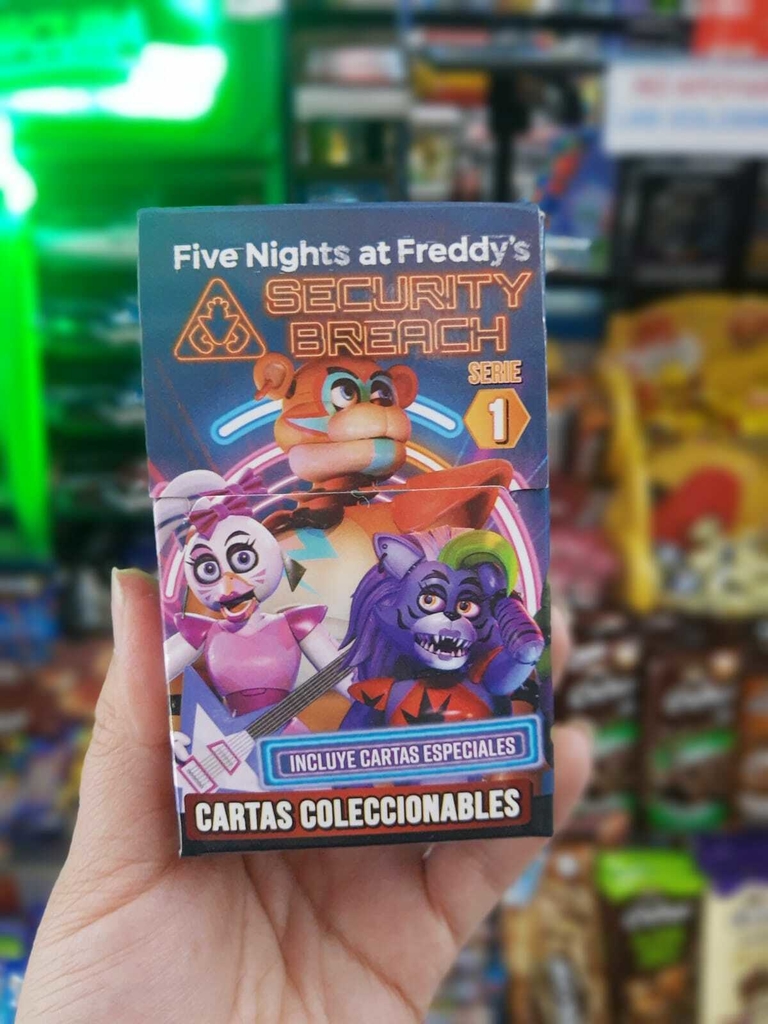 Five Nights at Freddy's
SECURITY
BREACH
SERIE
1
INCLUYE CARTAS ESPECIALES
CARTAS COLECCIONABLES